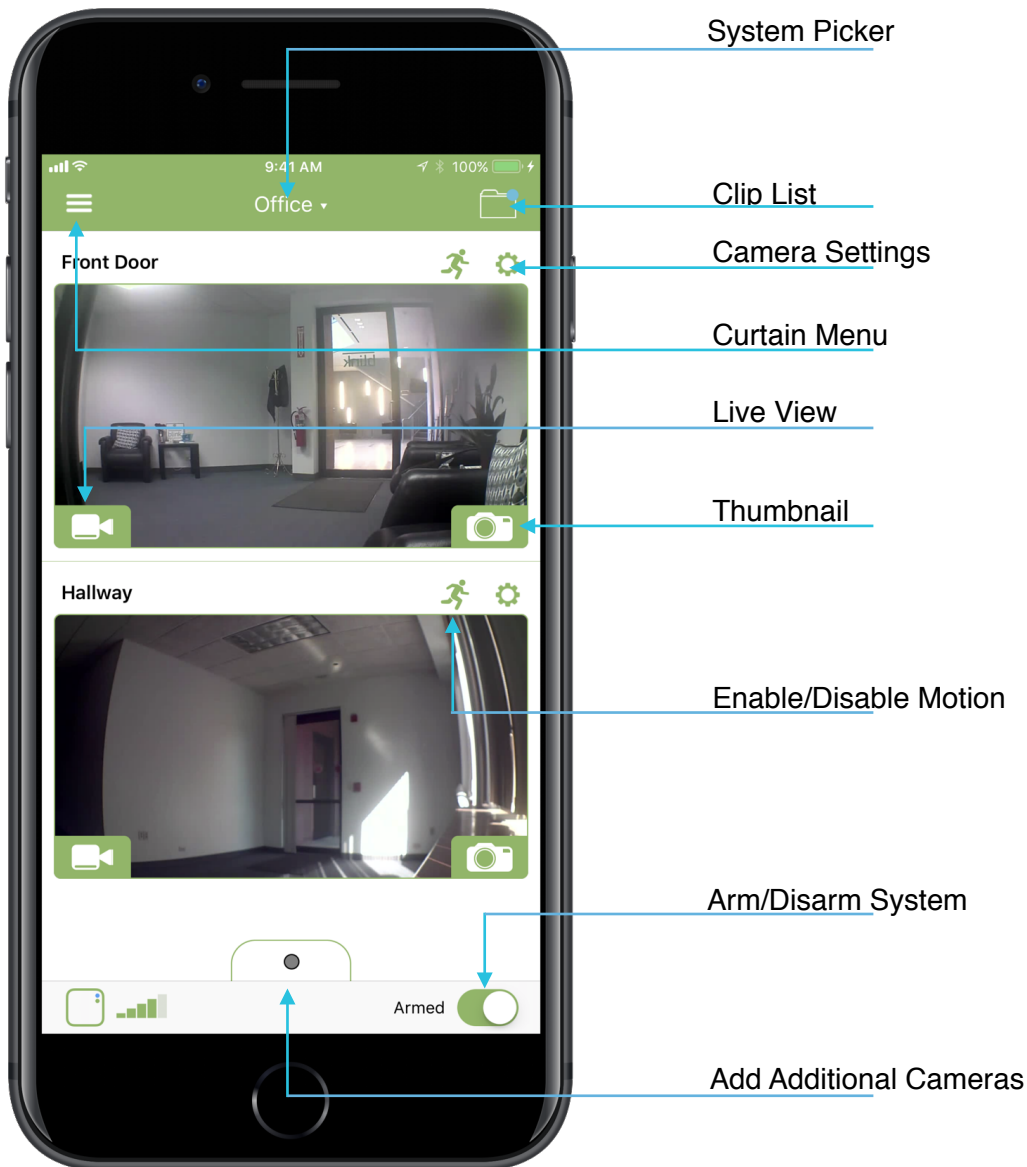 System Picker
9:41 AM
100%
Office
Clip List
Camera Settings
Front Door
Curtain Menu
blink
Live View
Thumbnail
Hallway
Enable/Disable Motion
Arm/Disarm System
Armed
Add Additional Cameras